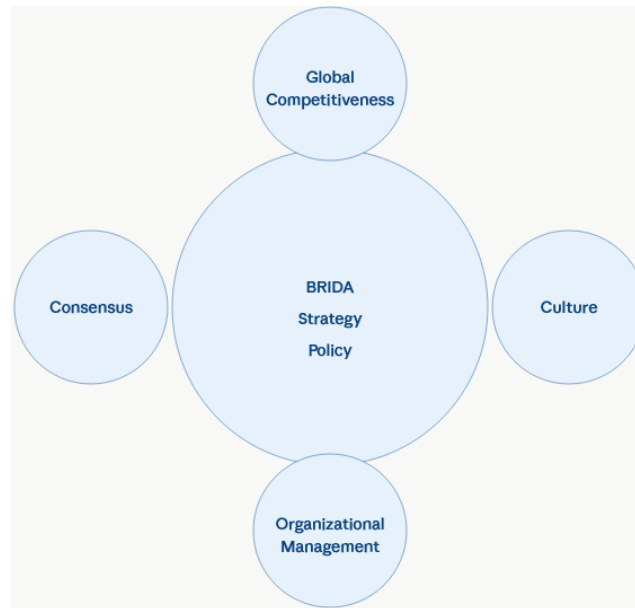 Global
Competitiveness
BRIDA
Strategy
Policy
Consensus
Culture
Organizational
Management